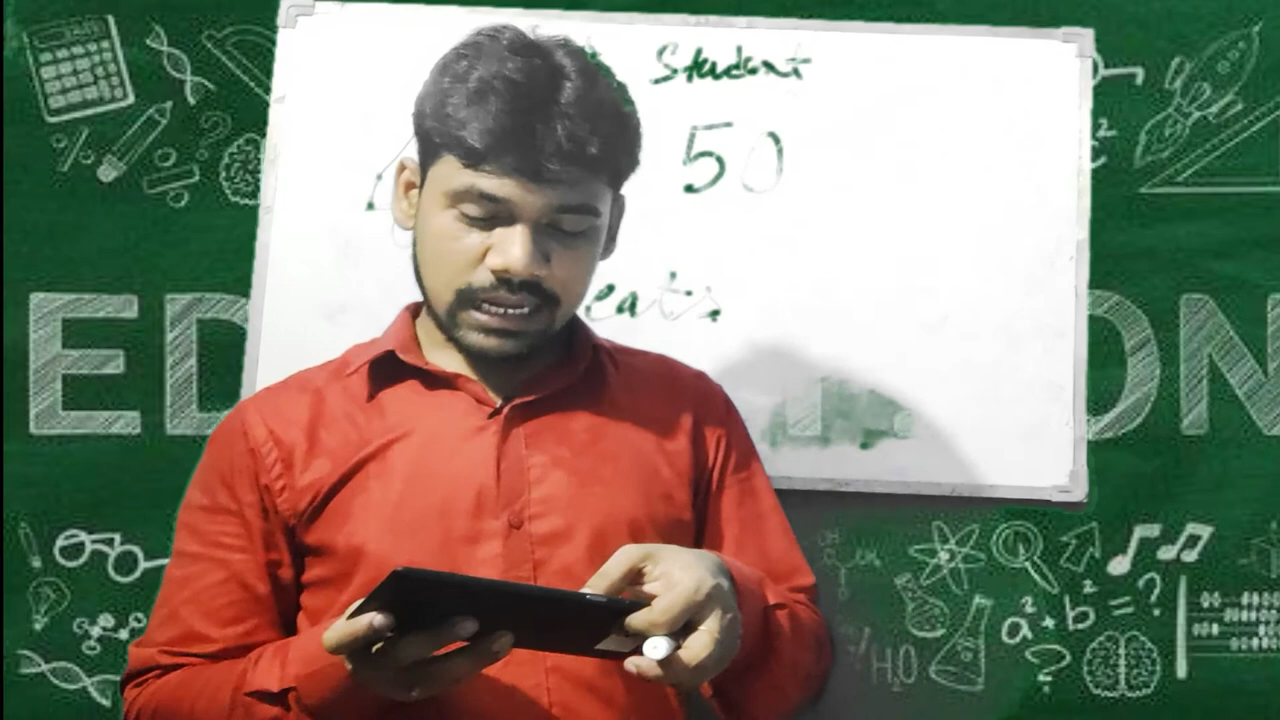 Student
50
eats
ED ON
H₂O
a²+b²=?